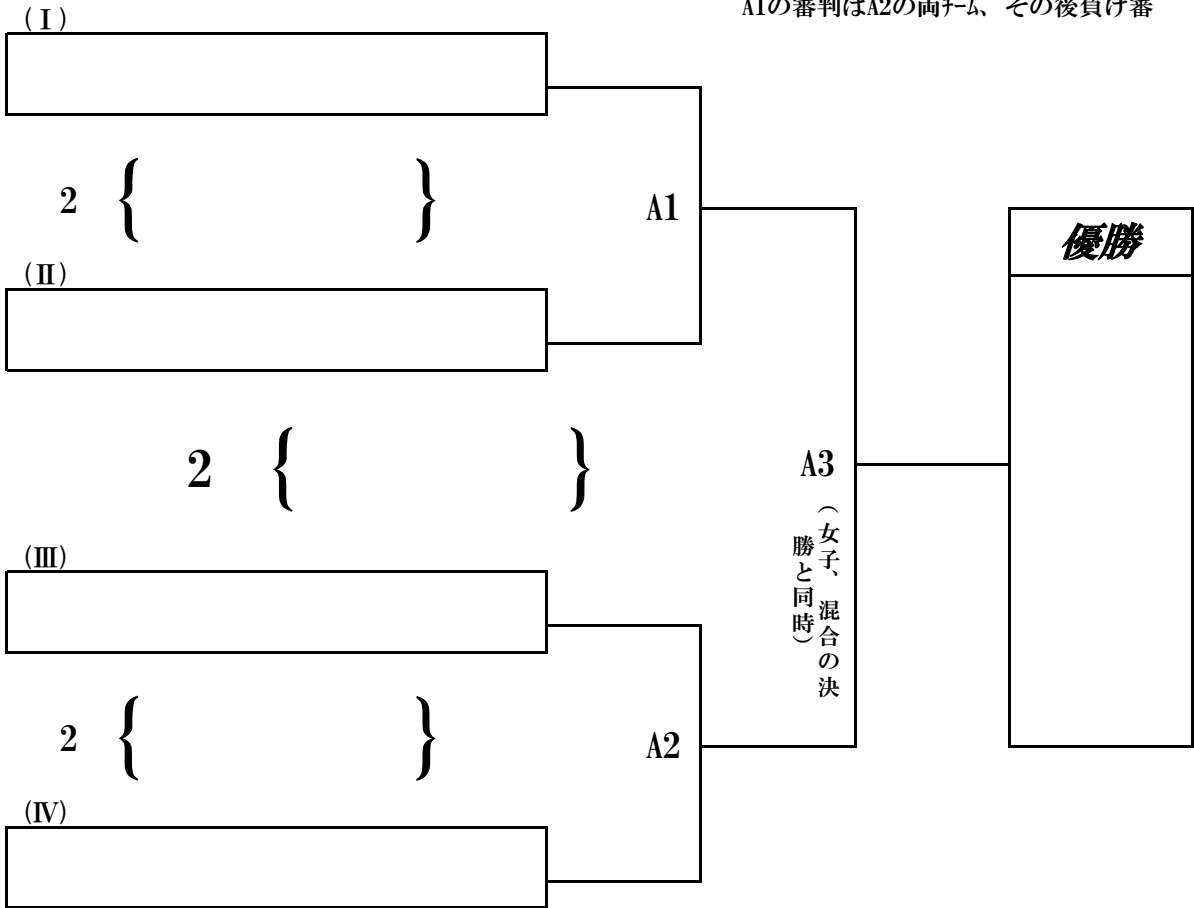 A1の審判はA2の両ﾁｰﾑ、その後負け審
(Ⅰ)
2 { }
A1
(Ⅱ)
優勝
2 { }
A3
(女子、混合の決
勝と同時)
(Ⅲ)
2 { }
A2
(Ⅳ)